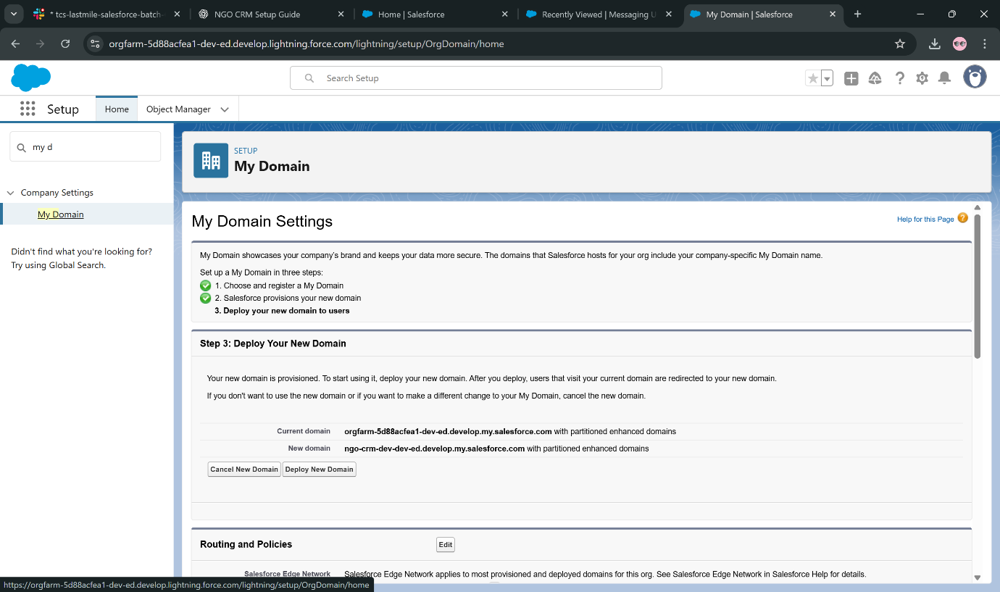 * tcs-lastmile-salesforce-batch-
NGO CRM Setup Guide
Home | Salesforce
Recently Viewed | Messaging U
My Domain | Salesforce
orgfarm-5d88acfea1-dev-ed.develop.lightning.force.com/lightning/setup/OrgDomain/home
Search Setup
Setup
Home
Object Manager
my d
Company Settings
My Domain
Didn't find what you're looking for?
Try using Global Search.
SETUP
My Domain
My Domain Settings
Help for this Page ?
My Domain showcases your company's brand and keeps your data more secure. The domains that Salesforce hosts for your org include your company-specific My Domain name.
Set up a My Domain in three steps:
1. Choose and register a My Domain
2. Salesforce provisions your new domain
3. Deploy your new domain to users
Step 3: Deploy Your New Domain
Your new domain is provisioned. To start using it, deploy your new domain. After you deploy, users that visit your current domain are redirected to your new domain.
If you don't want to use the new domain or if you want to make a different change to your My Domain, cancel the new domain.
Current domain orgfarm-5d88acfea1-dev-ed.develop.my.salesforce.com with partitioned enhanced domains
New domain ngo-crm-dev-dev-ed.develop.my.salesforce.com with partitioned enhanced domains
Cancel New Domain Deploy New Domain
Routing and Policies Edit
Salesforce Edge Network Salesforce Edge Network applies to most provisioned and deployed domains for this org. See Salesforce Edge Network in Salesforce Help for details.
https://orgfarm-5d88acfea1-dev-ed.develop.lightning.force.com/lightning/setup/OrgDomain/home